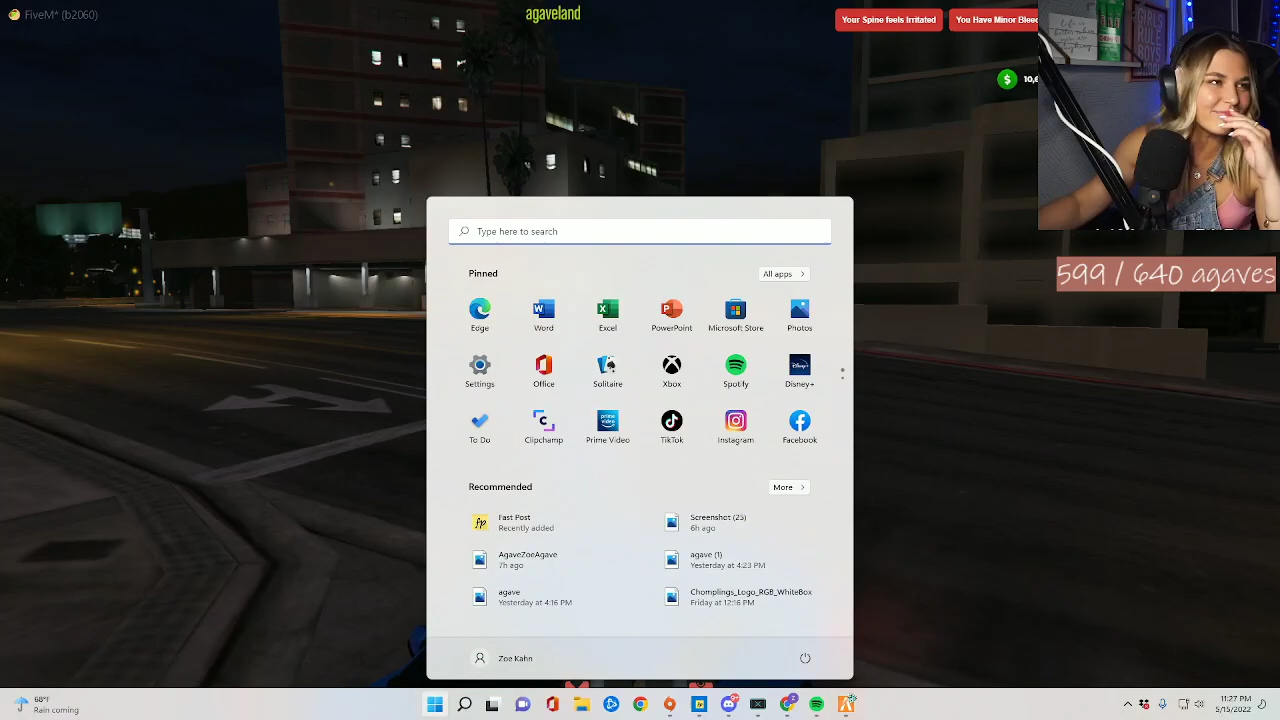 FiveM* (b2060)
agaveland
Your Spine feels Irritated
You Have Minor Bleed
RULE
BOYS
599 / 640 agaves
Type here to search
Pinned
All apps
Edge
Word
Excel
PowerPoint
Microsoft Store
Photos
Settings
Office
Solitaire
Xbox
Spotify
Disney+
To Do
Clipchamp
Prime Video
TikTok
Instagram
Facebook
Recommended
More
Fast Post
Recently added
Screenshot (25)
6h ago
AgaveZoeAgave
7h ago
agave (1)
Yesterday at 4:23 PM
agave
Yesterday at 4:16 PM
Chomplings_Logo_RGB_WhiteBox
Friday at 12:16 PM
Zoe Kahn
68°F
Rain coming
11:27 PM
5/15/2022